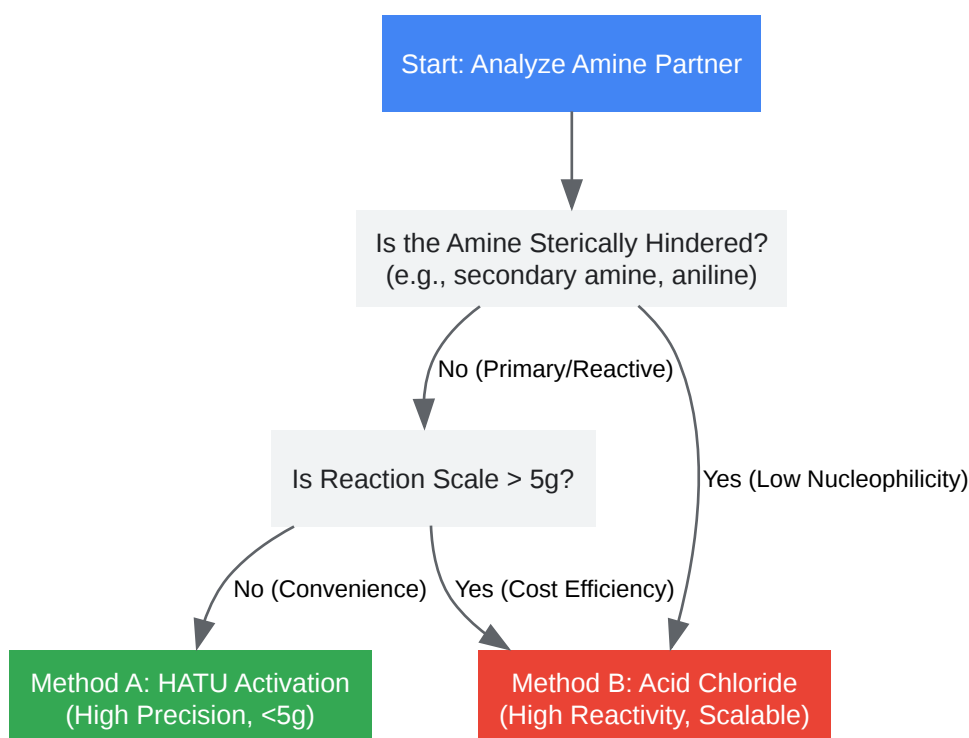 Start: Analyze Amine Partner
Is the Amine Sterically Hindered?
(e.g., secondary amine, aniline)
No (Primary/Reactive)
Is Reaction Scale > 5g?
Yes (Low Nucleophilicity)
No (Convenience)
Yes (Cost Efficiency)
Method A: HATU Activation
(High Precision, <5g)
Method B: Acid Chloride
(High Reactivity, Scalable)